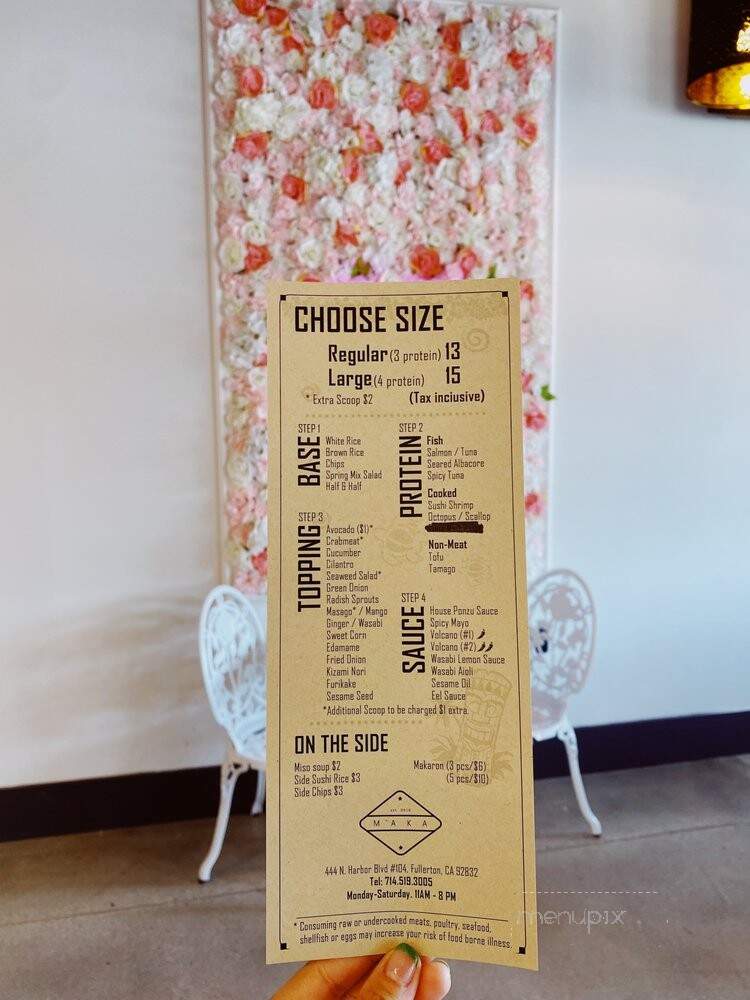 CHOOSE SIZE
Regular (3 protein) 13
Large (4 protein) 15
* Extra Scoop $2 (Tax inciusive)
STEP 1
BASE
White Rice
Brown Rice
Chips
Spring Mix Salad
Half & Half
STEP 2
PROTEIN
Fish
Salmon / Tuna
Seared Albacore
Spicy Tuna
Cooked
Sushi Shrimp
Octopus / Scallop
Non-Meat
Tofu
Tamago
STEP 3
TOPPING
Avocado ($1)*
Crabmeat*
Cucumber
Cilantro
Seaweed Salad*
Green Onion
Radish Sprouts
Masago* / Mango
Ginger / Wasabi
Sweet Corn
Edamame
Fried Onion
Kizami Nori
Furikake
Sesame Seed
STEP 4
SAUCE
House Ponzu Sauce
Spicy Mayo
Volcano (#1)
Volcano (#2)
Wasabi Lemon Sauce
Wasabi Aioli
Sesame Oil
Eel Sauce
*Additional Scoop to be charged $1 extra.
ON THE SIDE
Miso soup $2
Side Sushi Rice $3
Side Chips $3
Makaron (3 pcs/$6)
(5 pcs/$10)
est. 2016
M A K A
444 N. Harbor Blvd #104, Fullerton, CA 92832
Tel: 714.519.3005
Monday-Saturday. 11AM - 8 PM
* Consuming raw or undercooked meats, poultry, seafood,
shellfish or eggs may increase your risk of food borne illness.
menupix